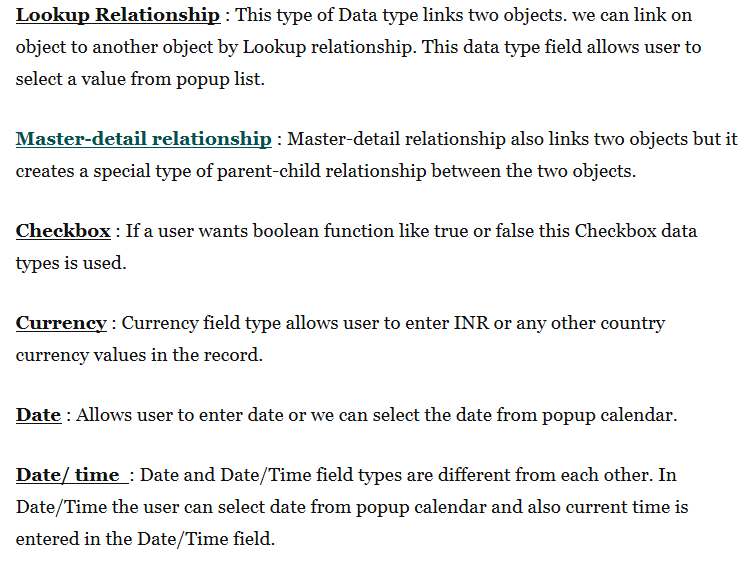 Lookup Relationship : This type of Data type links two objects. we can link on
object to another object by Lookup relationship. This data type field allows user to
select a value from popup list.
Master-detail relationship : Master-detail relationship also links two objects but it
creates a special type of parent-child relationship between the two objects.
Checkbox : If a user wants boolean function like true or false this Checkbox data
types is used.
Currency : Currency field type allows user to enter INR or any other country
currency values in the record.
Date : Allows user to enter date or we can select the date from popup calendar.
Date/ time  : Date and Date/Time field types are different from each other. In
Date/Time the user can select date from popup calendar and also current time is
entered in the Date/Time field.